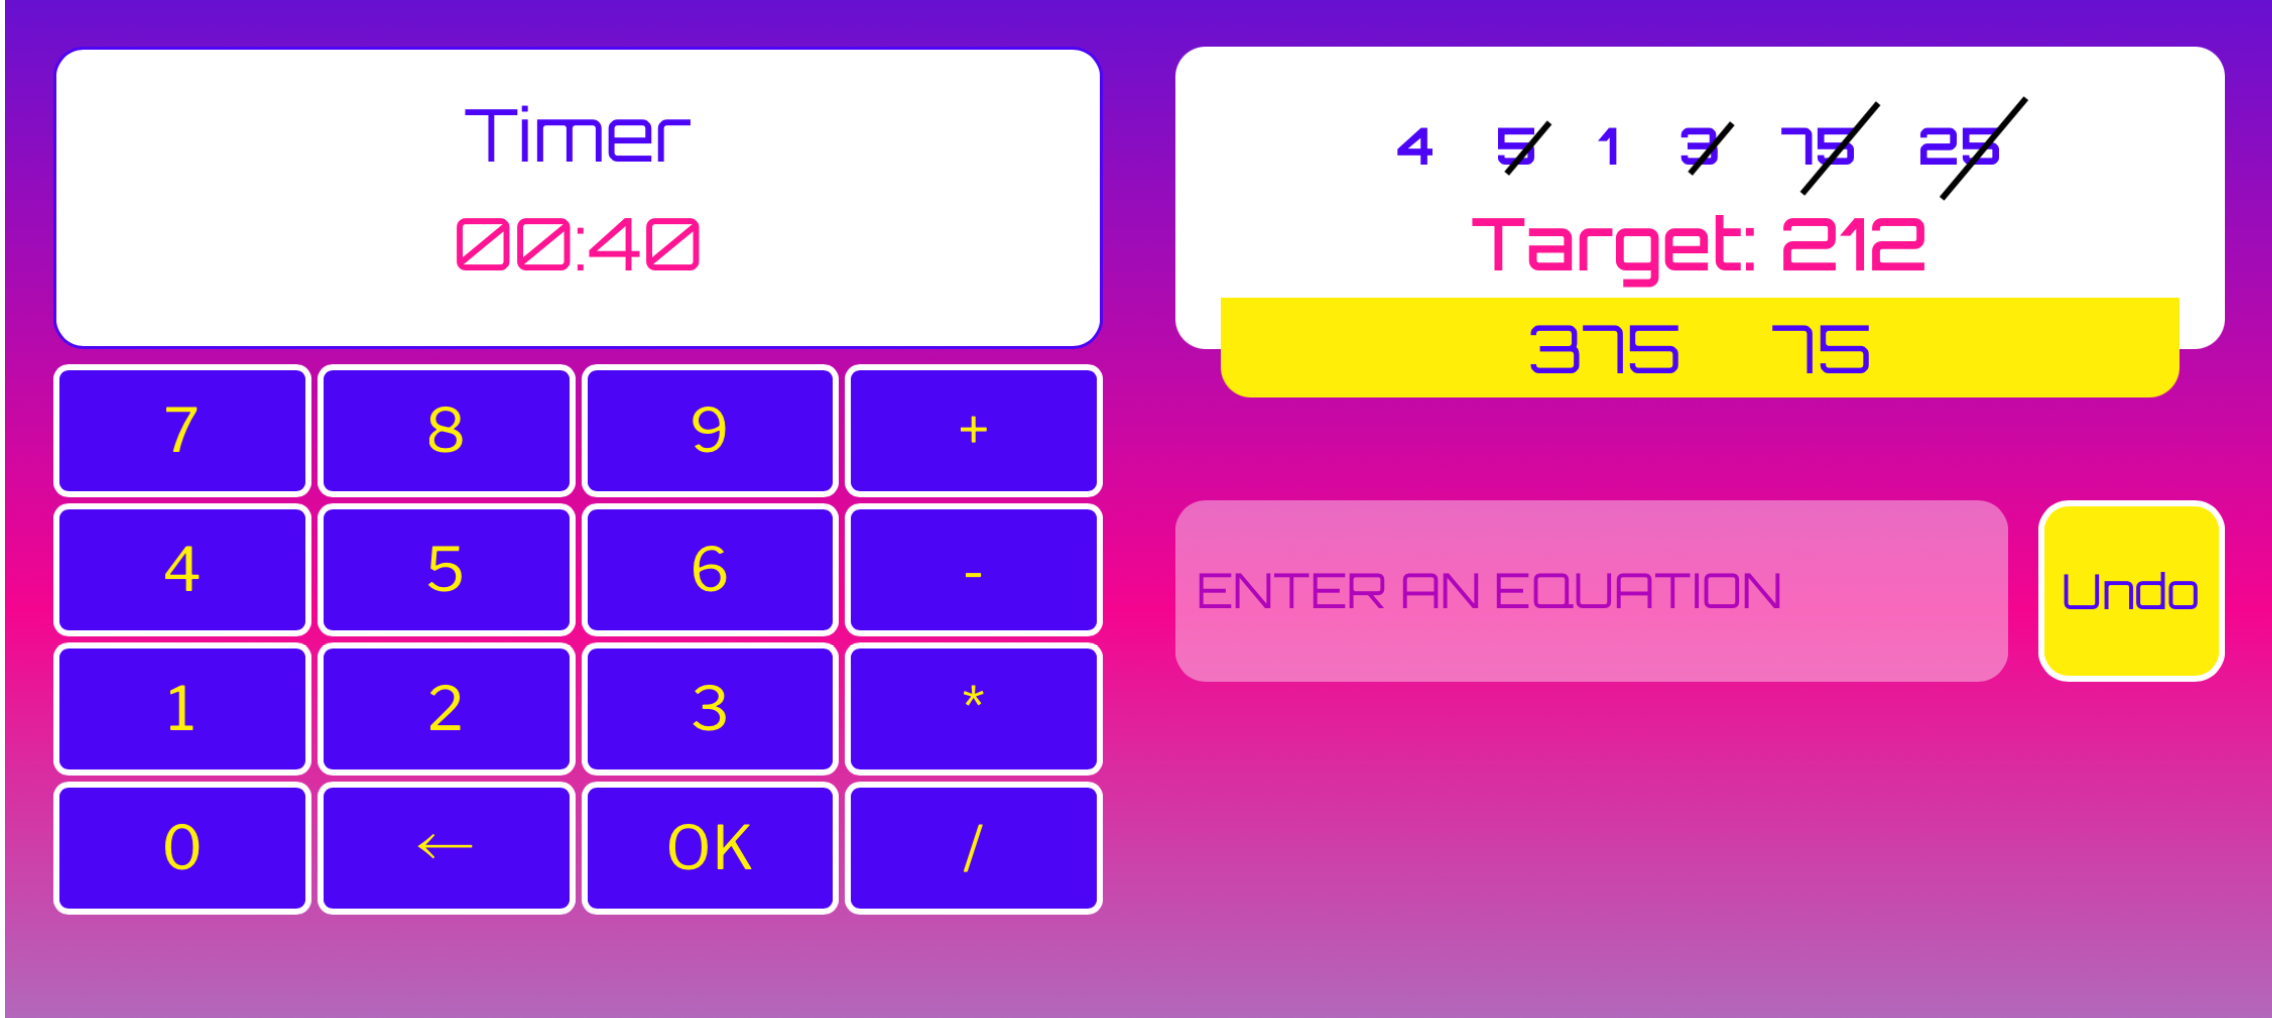 Timer
00:40
4 5 1 3 75 25
Target: 212
375 75
7 8 9 +
4 5 6 -
1 2 3 *
0 ← OK /
ENTER AN EQUATION
Undo